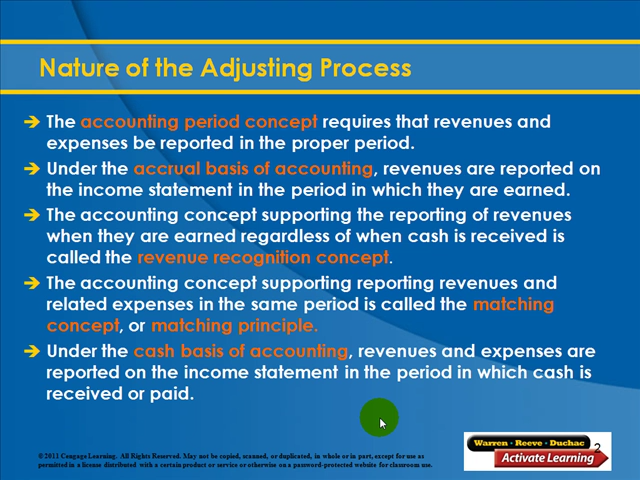 Nature of the Adjusting Process
➔ The accounting period concept requires that revenues and
expenses be reported in the proper period.
➔ Under the accrual basis of accounting, revenues are reported on
the income statement in the period in which they are earned.
➔ The accounting concept supporting the reporting of revenues
when they are earned regardless of when cash is received is
called the revenue recognition concept.
➔ The accounting concept supporting reporting revenues and
related expenses in the same period is called the matching
concept, or matching principle.
➔ Under the cash basis of accounting, revenues and expenses are
reported on the income statement in the period in which cash is
received or paid.
Warren • Reeve • Duchac
2
Activate Learning
© 2011 Cengage Learning. All Rights Reserved. May not be copied, scanned, or duplicated, in whole or in part, except for use as
permitted in a license distributed with a certain product or service or otherwise on a password-protected website for classroom use.